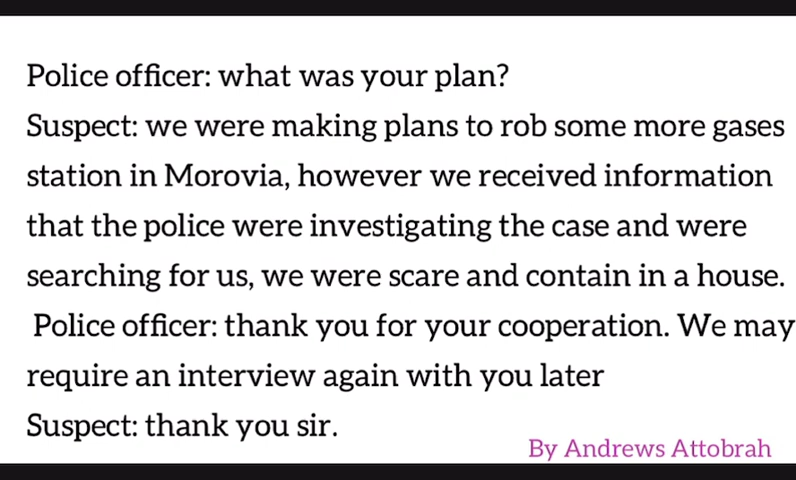 Police officer: what was your plan?
Suspect: we were making plans to rob some more gases
station in Morovia, however we received information
that the police were investigating the case and were
searching for us, we were scare and contain in a house.
Police officer: thank you for your cooperation. We may
require an interview again with you later
Suspect: thank you sir.
By Andrews Attobrah